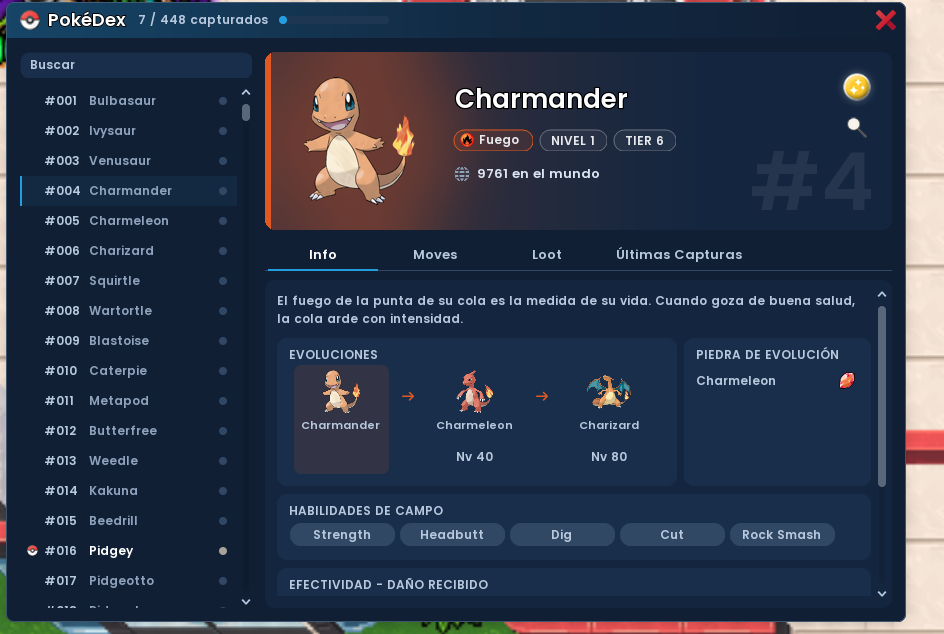 PokéDex 7 / 448 capturados
Buscar
#001 Bulbasaur
#002 Ivysaur
#003 Venusaur
#004 Charmander
#005 Charmeleon
#006 Charizard
#007 Squirtle
#008 Wartortle
#009 Blastoise
#010 Caterpie
#011 Metapod
#012 Butterfree
#013 Weedle
#014 Kakuna
#015 Beedrill
#016 Pidgey
#017 Pidgeotto
Charmander
Fuego NIVEL 1 TIER 6
9761 en el mundo
#4
Info Moves Loot Últimas Capturas
El fuego de la punta de su cola es la medida de su vida. Cuando goza de buena salud,
la cola arde con intensidad.
EVOLUCIONES
Charmander Charmeleon Charizard
Nv 40 Nv 80
PIEDRA DE EVOLUCIÓN
Charmeleon
HABILIDADES DE CAMPO
Strength Headbutt Dig Cut Rock Smash
EFECTIVIDAD - DAÑO RECIBIDO